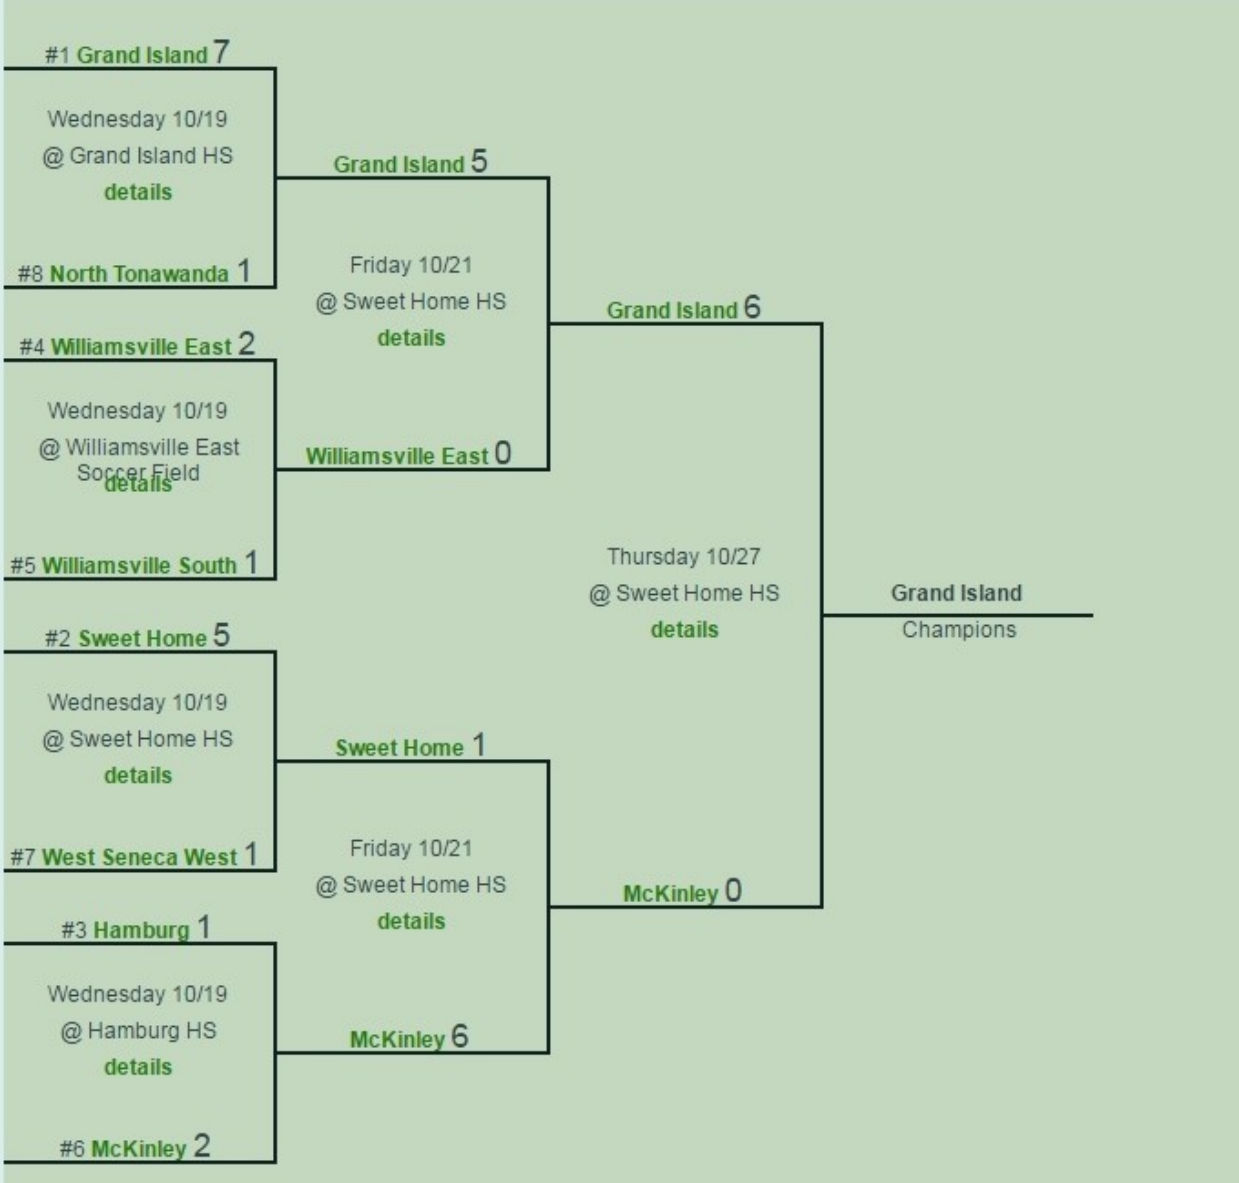 #1 Grand Island 7
Wednesday 10/19
@ Grand Island HS
details
#8 North Tonawanda 1
#4 Williamsville East 2
Wednesday 10/19
@ Williamsville East
Soccer Field
details
#5 Williamsville South 1
#2 Sweet Home 5
Wednesday 10/19
@ Sweet Home HS
details
#7 West Seneca West 1
#3 Hamburg 1
Wednesday 10/19
@ Hamburg HS
details
#6 McKinley 2
Grand Island 5
Friday 10/21
@ Sweet Home HS
details
Williamsville East 0
Sweet Home 1
Friday 10/21
@ Sweet Home HS
details
McKinley 6
Grand Island 6
Thursday 10/27
@ Sweet Home HS
details
McKinley 0
Grand Island
Champions